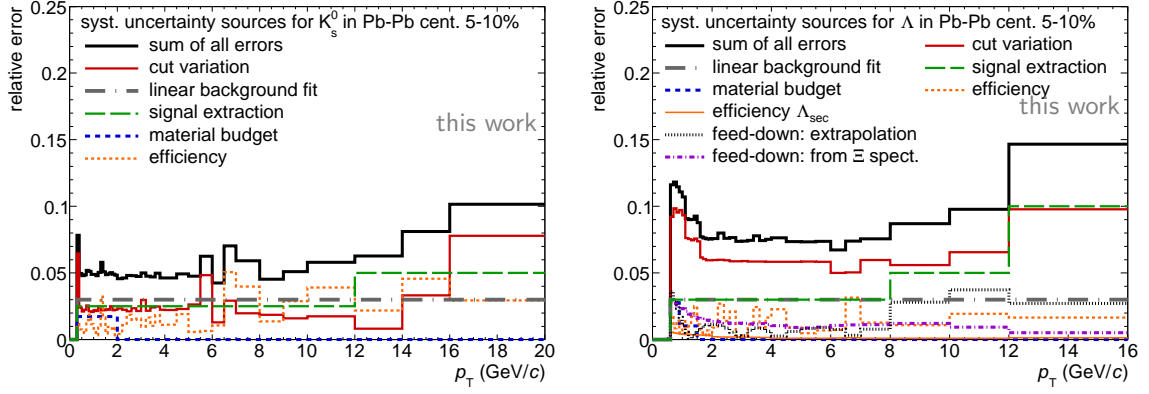 syst. uncertainty sources for K⁰ₛ in Pb-Pb cent. 5-10%
sum of all errors
cut variation
linear background fit
signal extraction
material budget
efficiency
this work
relative error
0.25
0.2
0.15
0.1
0.05
0
0 2 4 6 8 10 12 14 16 18 20
p_T (GeV/c)
syst. uncertainty sources for Λ in Pb-Pb cent. 5-10%
sum of all errors
cut variation
linear background fit
signal extraction
material budget
efficiency
efficiency Λsec
feed-down: extrapolation
feed-down: from Ξ spect.
this work
relative error
0.25
0.2
0.15
0.1
0.05
0
0 2 4 6 8 10 12 14 16
p_T (GeV/c)